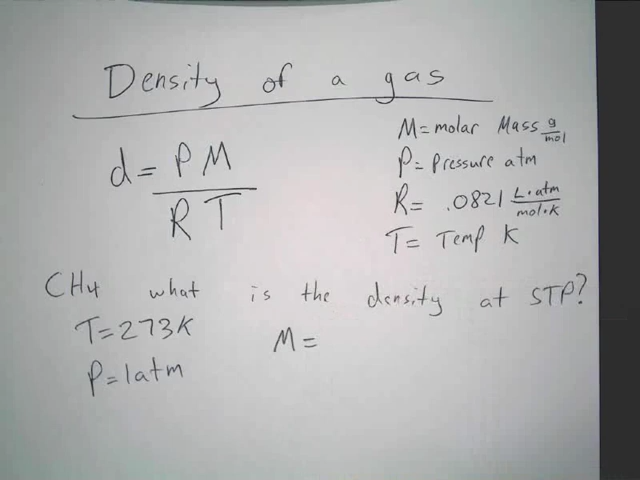 Density of a gas
d = PM
RT
M = molar Mass g/mol
P = Pressure atm
R = .0821 L·atm/mol·K
T = Temp K
CH4 what is the density at STP?
T = 273K
M =
P = 1atm